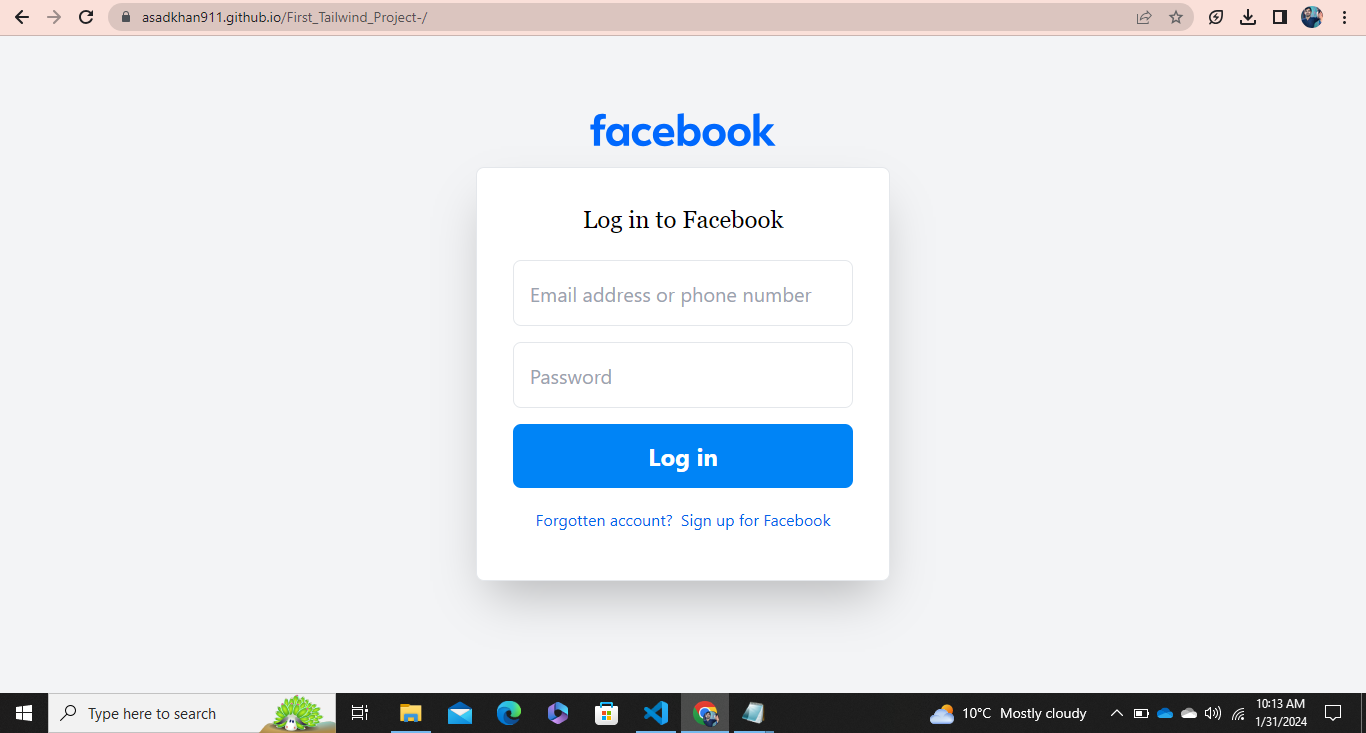 asadkhan911.github.io/First_Tailwind_Project-/
facebook
Log in to Facebook
Email address or phone number
Password
Log in
Forgotten account? Sign up for Facebook
Type here to search
10°C Mostly cloudy
10:13 AM
1/31/2024